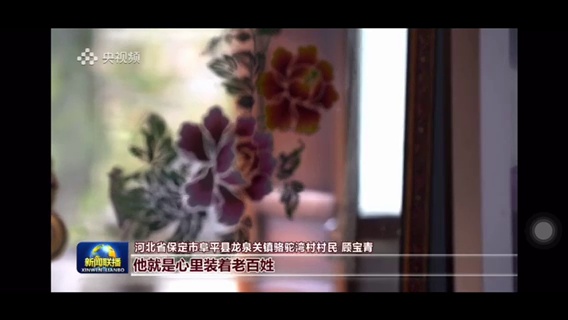 央视频
河北省保定市阜平县龙泉关镇骆驼湾村村民 顾宝青
新闻联播
XINWEN LIANBO
他就是心里装着老百姓